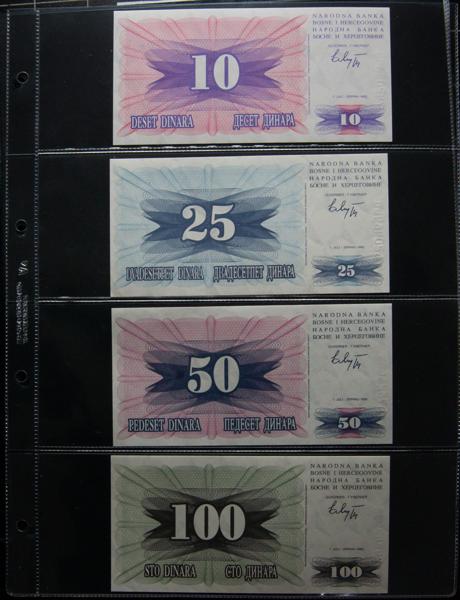 NARODNA BANKA
BOSNE I HERCEGOVINE
НАРОДНА БАНКА
БОСНЕ И ХЕРЦЕГОВИНЕ
10
DESET DINARA ДЕСЕТ ДИНАРА
10
NARODNA BANKA
BOSNE I HERCEGOVINE
НАРОДНА БАНКА
БОСНЕ И ХЕРЦЕГОВИНЕ
25
DVADESETPET DINARA ДВАДЕСЕТПЕТ ДИНАРА
25
NARODNA BANKA
BOSNE I HERCEGOVINE
НАРОДНА БАНКА
БОСНЕ И ХЕРЦЕГОВИНЕ
50
PEDESET DINARA ПЕДЕСЕТ ДИНАРА
50
NARODNA BANKA
BOSNE I HERCEGOVINE
НАРОДНА БАНКА
БОСНЕ И ХЕРЦЕГОВИНЕ
100
STO DINARA СТО ДИНАРА
100